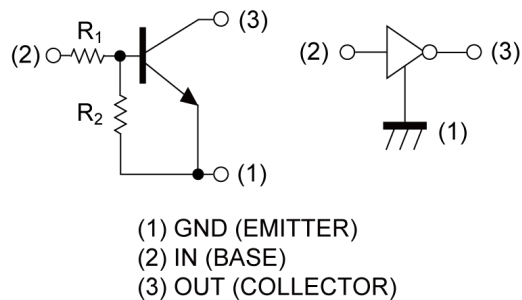 (3)
R1
(2)
R2
(1)
(2)
(3)
(1)
(1) GND (EMITTER)
(2) IN (BASE)
(3) OUT (COLLECTOR)